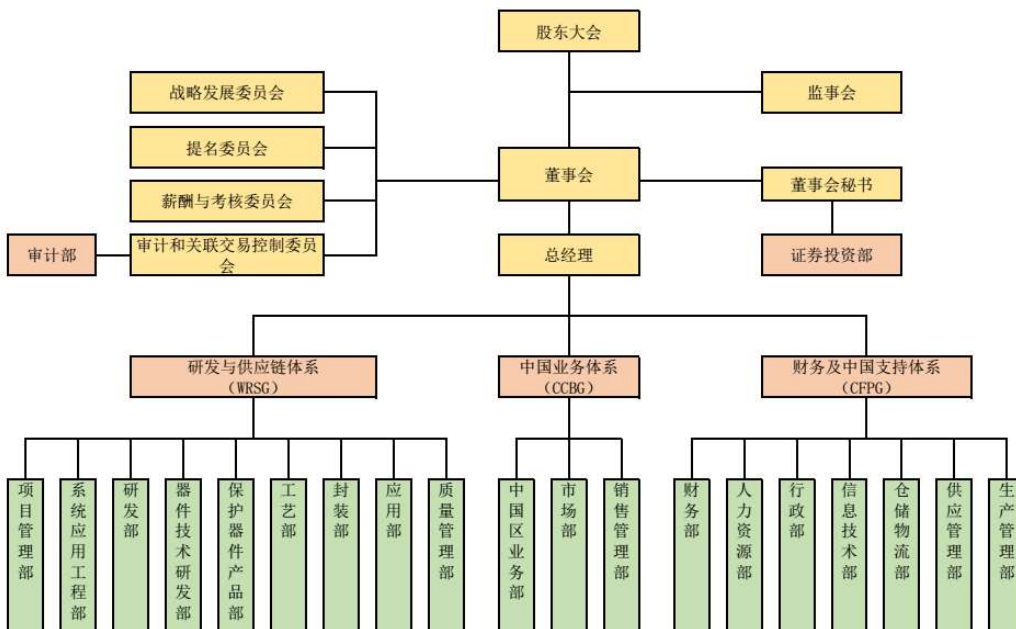 股东大会
战略发展委员会
监事会
提名委员会
董事会
董事会秘书
薪酬与考核委员会
审计部
审计和关联交易控制委员
会
总经理
证券投资部
研发与供应链体系
（WRSG）
中国业务体系
（CCBG）
财务及中国支持体系
（CFPG）
项目管理部
系统应用工程部
研发部
器件技术研发部
保护器件产品部
工艺部
封装部
应用部
质量管理部
中国区业务部
市场部
销售管理部
财务部
人力资源部
行政部
信息技术部
仓储物流部
供应管理部
生产管理部